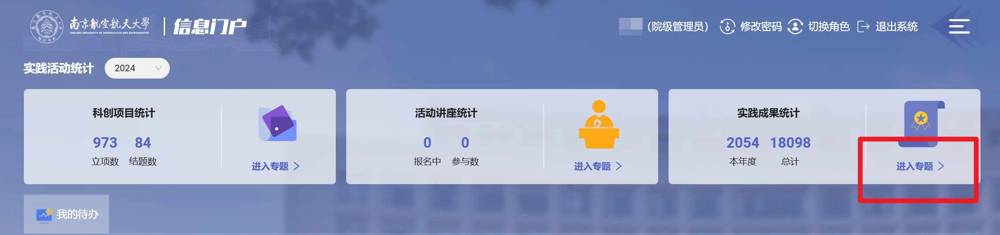 南京航空航天大學
NANJING UNIVERSITY OF AERONAUTICS AND ASTRONAUTICS
1952
NUAA
信息门户
(院级管理员)
修改密码
切换角色
退出系统
实践活动统计
2024
科创项目统计
973 84
立项数 结题数
进入专题
活动讲座统计
0 0
报名中 参与数
进入专题
实践成果统计
2054 18098
本年度 总计
进入专题
我的待办